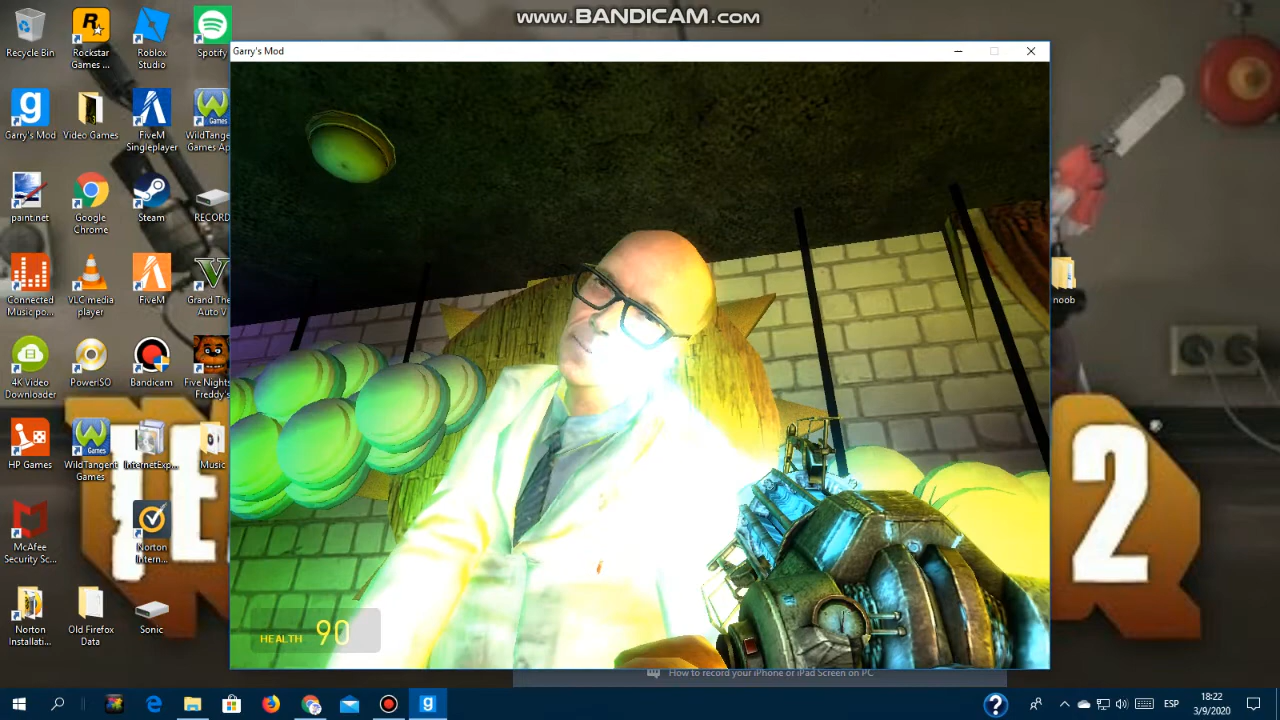 www.BANDICAM.com
Garry's Mod
Recycle Bin
Rockstar
Games ...
Roblox
Studio
Spotify
Garry's Mod
Video Games
FiveM
Singleplayer
WildTange
Games Ap
paint.net
Google
Chrome
Steam
RECORD
Connected
Music po...
VLC media
player
FiveM
Grand The
Auto V
noob
4K Video
Downloader
PowerISO
Bandicam
Five Nights
Freddy's
HP Games
WildTangent
Games
InternetExp...
Music
McAfee
Security Sc...
Norton
Intern...
Norton
Installati...
Old Firefox
Data
Sonic
2
HEALTH 90
How to record your iPhone or iPad Screen on PC
ESP
18:22
3/9/2020